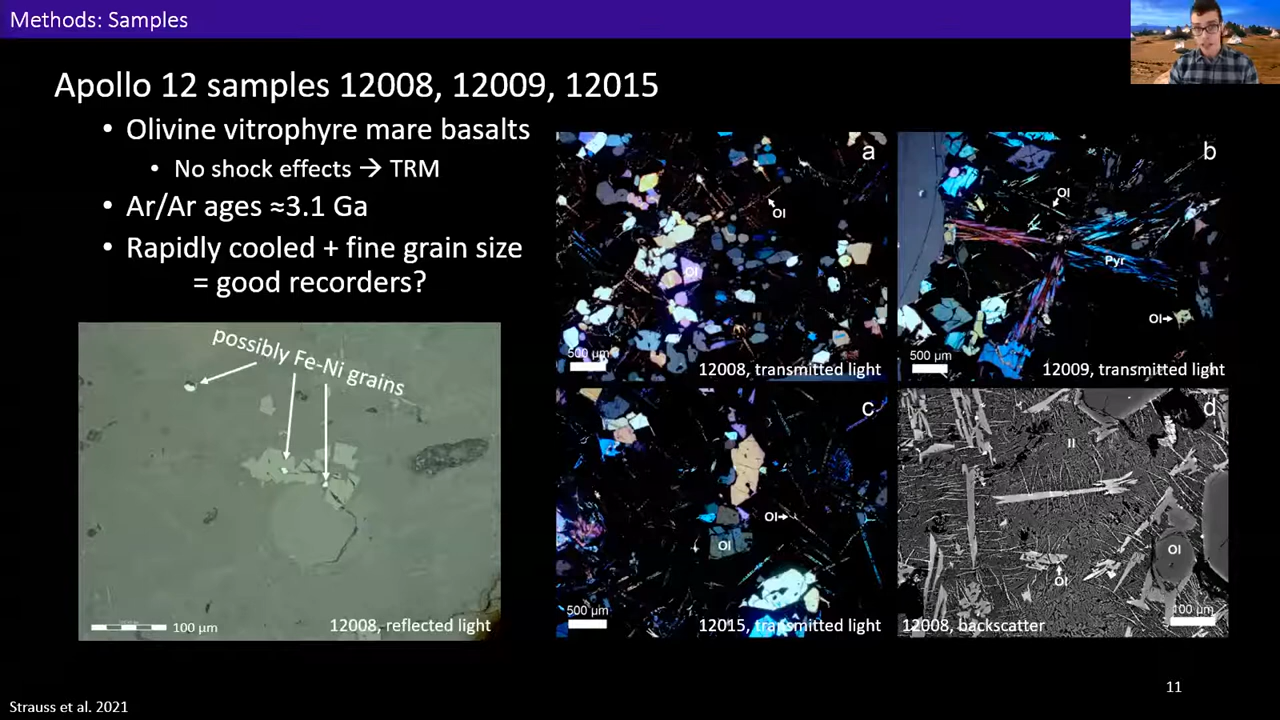 Methods: Samples
Apollo 12 samples 12008, 12009, 12015
• Olivine vitrophyre mare basalts
• No shock effects → TRM
• Ar/Ar ages ≈3.1 Ga
• Rapidly cooled + fine grain size
= good recorders?
possibly Fe-Ni grains
100 µm
12008, reflected light
a
Ol
Ol
500 µm
12008, transmitted light
b
Ol
Pyr
Ol
500 µm
12009, transmitted light
c
Ol
Ol
500 µm
12015, transmitted light
d
Il
Ol
Ol
100 µm
12008, backscatter
11
Strauss et al. 2021